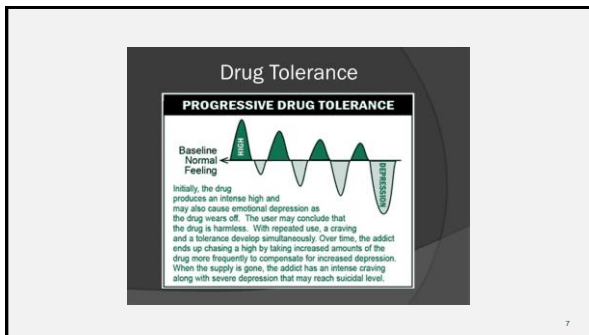 Drug Tolerance
PROGRESSIVE DRUG TOLERANCE
HIGH
Baseline
Normal
Feeling
DEPRESSION
Initially, the drug
produces an intense high and
may also cause emotional depression as
the drug wears off. The user may conclude that
the drug is harmless. With repeated use, a craving
and a tolerance develop simultaneously. Over time, the addict
ends up chasing a high by taking increased amounts of the
drug more frequently to compensate for increased depression.
When the supply is gone, the addict has an intense craving
along with severe depression that may reach suicidal level.
7